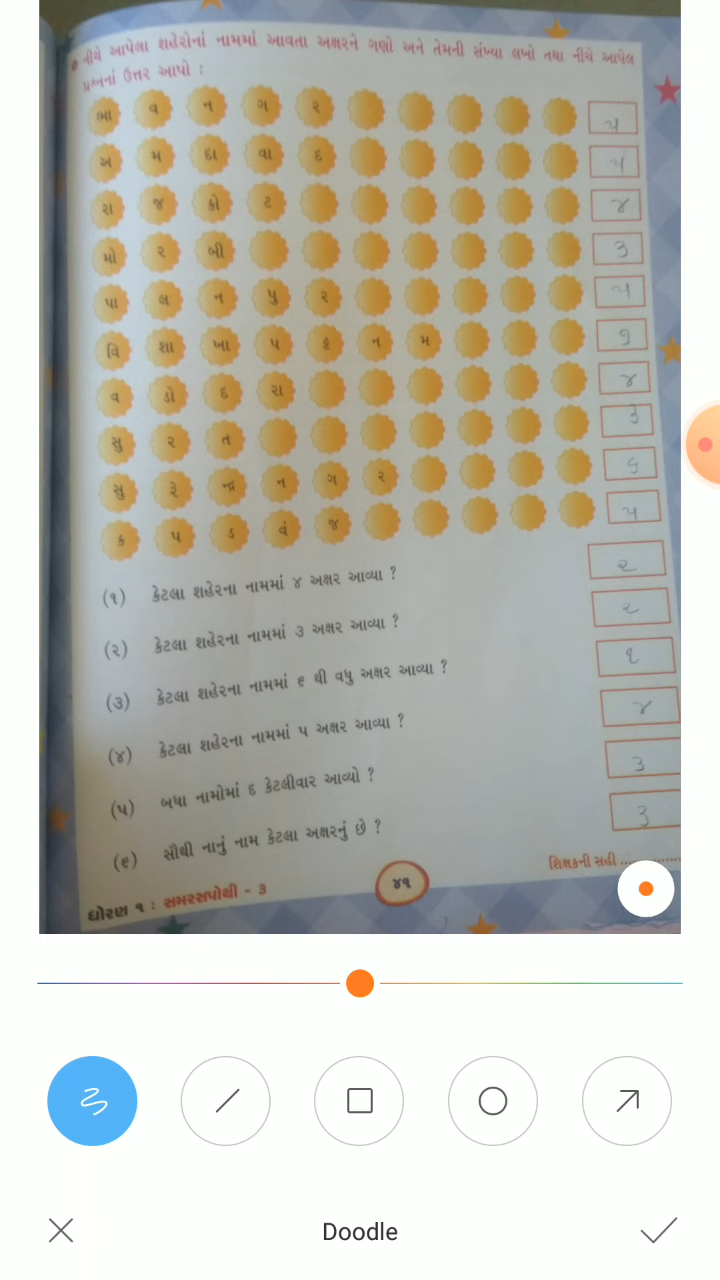 નીચે આપેલા શહેરોનાં નામમાં આવતા અક્ષરને ગણો અને તેમની સંખ્યા લખો તથા નીચે આપેલ
પ્રશ્નનાં ઉત્તર આપો :
ભા વ ન ગ ર ૫
અ મ દા વા દ ૫
રા જ કો ટ ૪
મો ર બી ૩
પા લ ન પુ ર ૫
વિ શા ખા પ ટ્ટ ન મ ૭
વ ડો દ રા ૪
સુ ર ત ૩
સુ રે ન્દ્ર ન ગ ર ૬
ક પ ડ વં જ ૫
(૧) કેટલા શહેરના નામમાં ૪ અક્ષર આવ્યા ? ૨
(૨) કેટલા શહેરના નામમાં ૩ અક્ષર આવ્યા ? ૨
(૩) કેટલા શહેરના નામમાં ૬ થી વધુ અક્ષર આવ્યા ? ૧
(૪) કેટલા શહેરના નામમાં ૫ અક્ષર આવ્યા ? ૪
(૫) બધા નામોમાં દ કેટલીવાર આવ્યો ? ૩
(૬) સૌથી નાનું નામ કેટલા અક્ષરનું છે ? ૩
શિક્ષકની સહી ..............
ધોરણ ૧ : સમરસપોથી - ૩
૪૧
Doodle